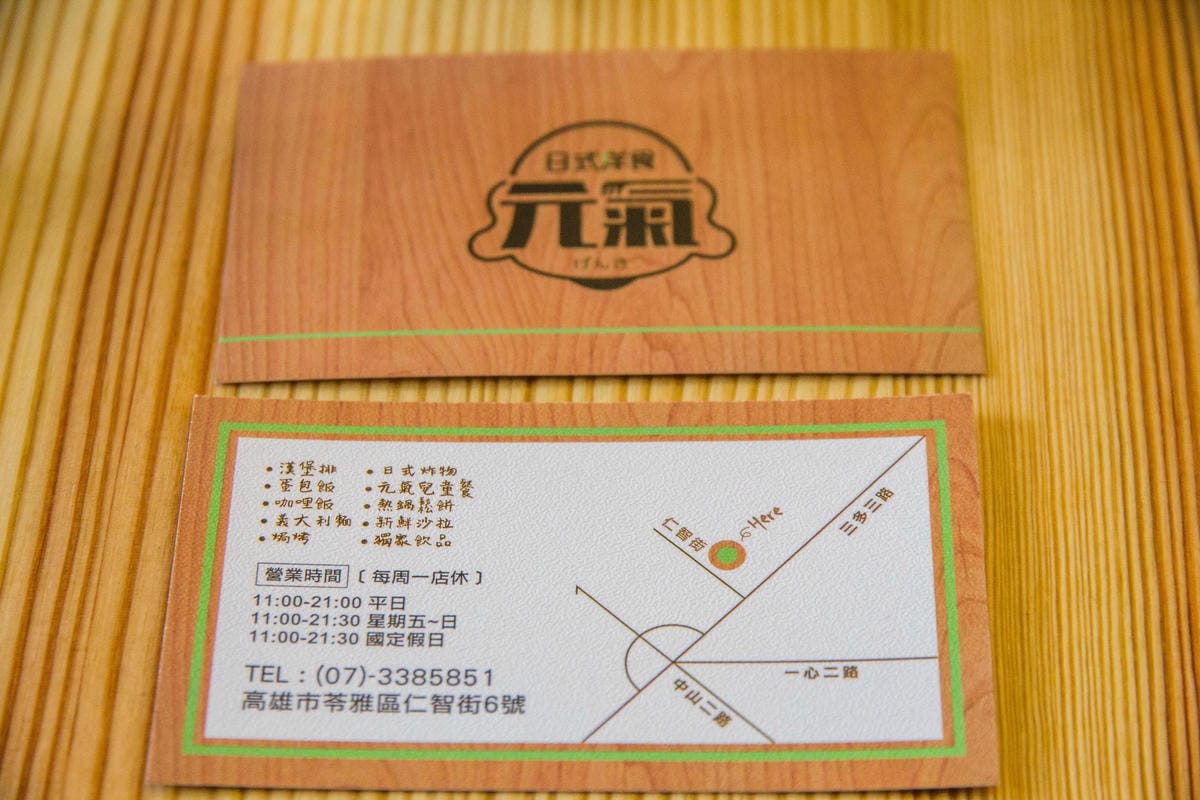 日式洋食
元氣
げんき
• 漢堡排
• 蛋包飯
• 咖哩飯
• 義大利麵
• 焗烤
• 日式炸物
• 元氣兒童餐
• 熱鍋鬆餅
• 新鮮沙拉
• 獨家飲品
營業時間 〔 每周一店休 〕
11:00-21:00 平日
11:00-21:30 星期五~日
11:00-21:30 國定假日
TEL : (07)-3385851
高雄市苓雅區仁智街6號
仁智街
Here
三多三路
一心二路
中山二路